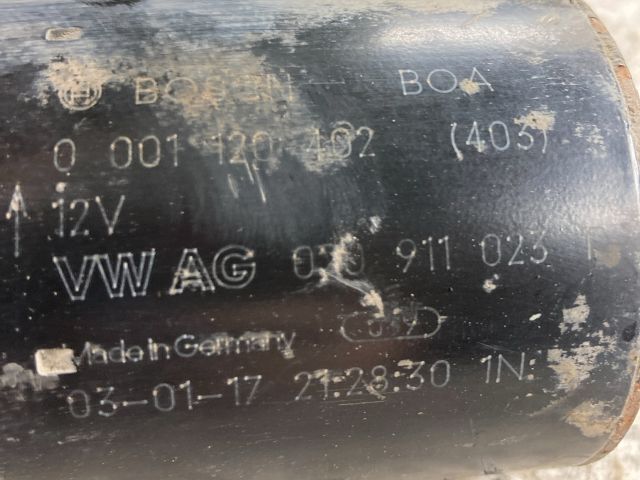 BOSCH BOA
0 001 120 402 (403)
12V
VW AG 020 911 023
Made in Germany
03-01-17 21:28:30 1N: